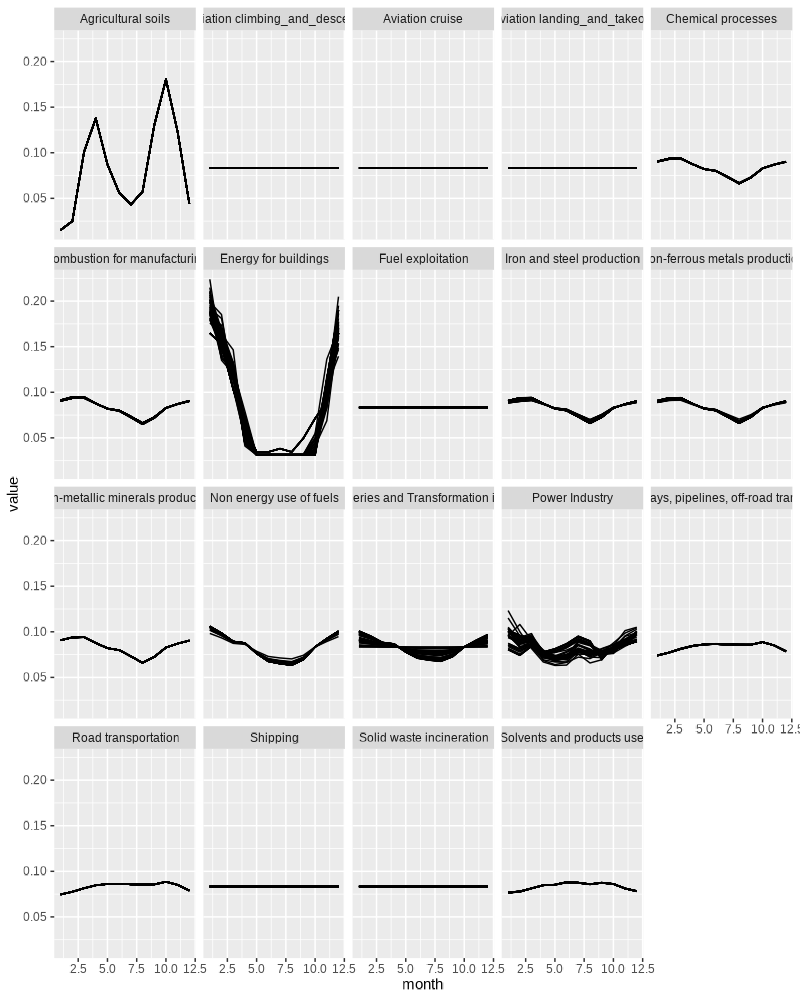 Agricultural soils
iation climbing_and_desce
Aviation cruise
viation landing_and_takeo
Chemical processes
0.20
0.15
0.10
0.05
ombustion for manufacturin
Energy for buildings
Fuel exploitation
Iron and steel production
on-ferrous metals productio
0.20
0.15
0.10
0.05
value
n-metallic minerals produc
Non energy use of fuels
eries and Transformation i
Power Industry
ays, pipelines, off-road tran
0.20
0.15
0.10
0.05
2.5 5.0 7.5 10.0 12.5
Road transportation
Shipping
Solid waste incineration
Solvents and products use
0.20
0.15
0.10
0.05
2.5 5.0 7.5 10.0 12.5 2.5 5.0 7.5 10.0 12.5 2.5 5.0 7.5 10.0 12.5 2.5 5.0 7.5 10.0 12.5
month